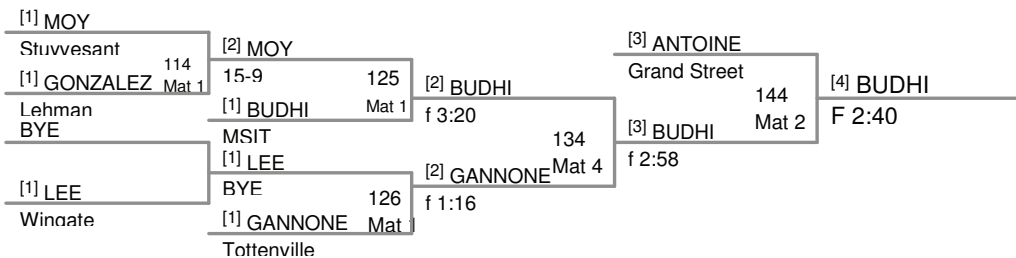 [1] MOY
Stuyvesant
[1] GONZALEZ
Lehman
114
Mat 1
BYE
[1] LEE
Wingate
[2] MOY
15-9
[1] BUDHI
MSIT
125
Mat 1
[1] LEE
BYE
[1] GANNONE
Tottenville
126
Mat 1
[2] BUDHI
f 3:20
[2] GANNONE
f 1:16
134
Mat 4
[3] ANTOINE
Grand Street
[3] BUDHI
f 2:58
144
Mat 2
[4] BUDHI
F 2:40